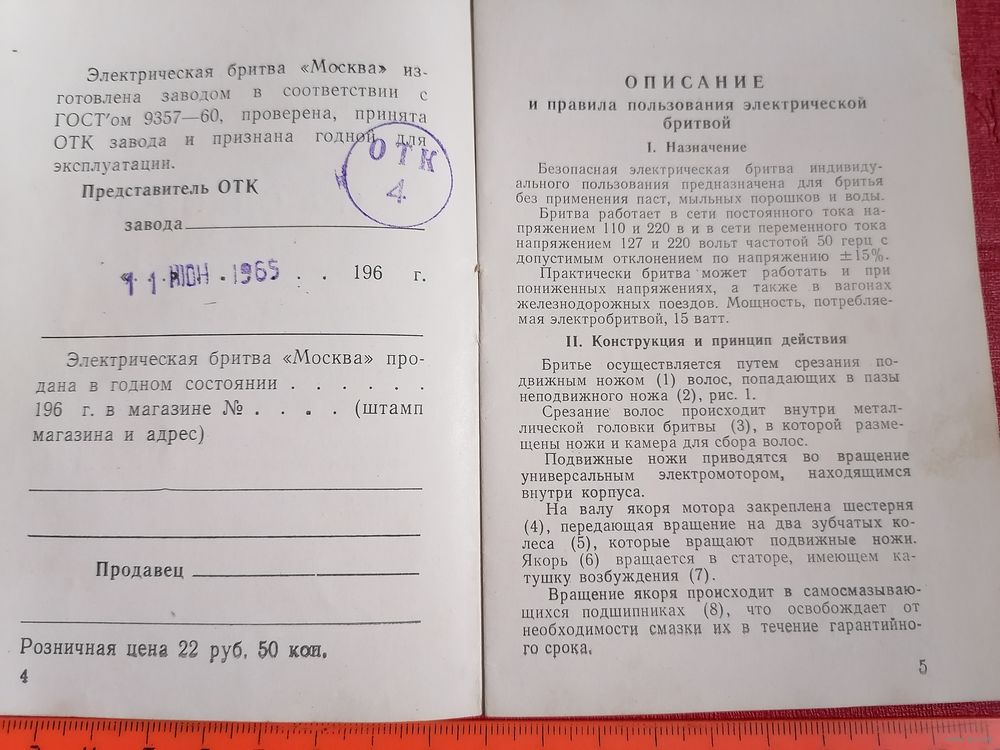 Электрическая бритва «Москва» из-
готовлена заводом в соответствии с
ГОСТ'ом 9357—60, проверена, принята
ОТК завода и признана годной для
эксплуатации.
Представитель ОТК
завода
ОТК
4
11 ИЮН 1965 . . 196 г.
Электрическая бритва «Москва» про-
дана в годном состоянии . . . . . .
196 г. в магазине № . . . . (штамп
магазина и адрес)
Продавец
Розничная цена 22 руб. 50 коп.
4
ОПИСАНИЕ
и правила пользования электрической
бритвой
I. Назначение
Безопасная электрическая бритва индивиду-
ального пользования предназначена для бритья
без применения паст, мыльных порошков и воды.
Бритва работает в сети постоянного тока на-
пряжением 110 и 220 в и в сети переменного тока
напряжением 127 и 220 вольт частотой 50 герц с
допустимым отклонением по напряжению ±15%.
Практически бритва может работать и при
пониженных напряжениях, а также в вагонах
железнодорожных поездов. Мощность, потребляе-
мая электробритвой, 15 ватт.
II. Конструкция и принцип действия
Бритье осуществляется путем срезания по-
движным ножом (1) волос, попадающих в пазы
неподвижного ножа (2), рис. 1.
Срезание волос происходит внутри метал-
лической головки бритвы (3), в которой разме-
щены ножи и камера для сбора волос.
Подвижные ножи приводятся во вращение
универсальным электромотором, находящимся
внутри корпуса.
На валу якоря мотора закреплена шестерня
(4), передающая вращение на два зубчатых ко-
леса (5), которые вращают подвижные ножи.
Якорь (6) вращается в статоре, имеющем ка-
тушку возбуждения (7).
Вращение якоря происходит в самосмазываю-
щихся подшипниках (8), что освобождает от
необходимости смазки их в течение гарантийно-
го срока.
5